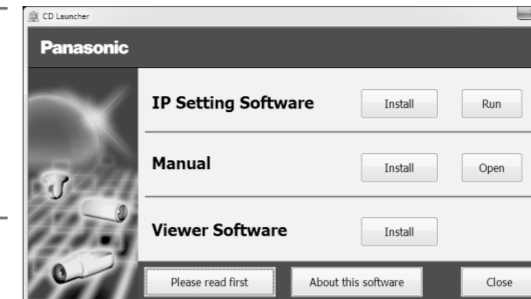 CD Launcher
Panasonic
IP Setting Software Install Run
Manual Install Open
Viewer Software Install
Please read first About this software Close